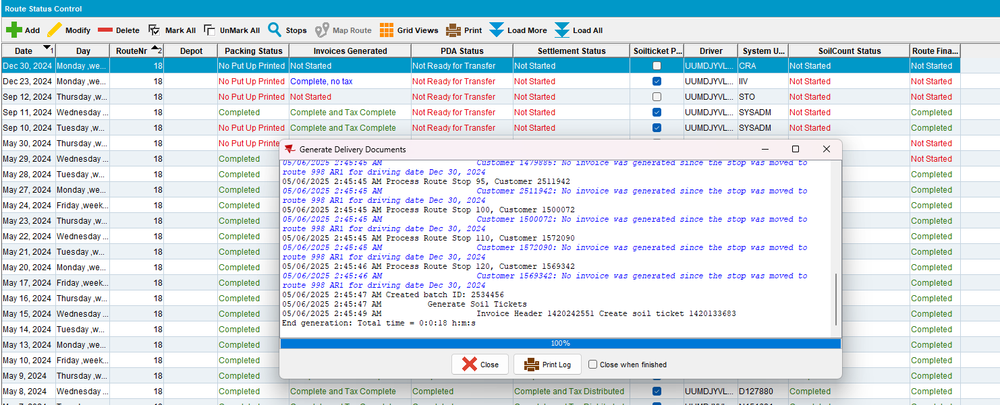 Route Status Control
Add Modify Delete Mark All UnMark All Stops Map Route Grid Views Print Load More Load All
Date 1 Day RouteNr 2 Depot Packing Status Invoices Generated PDA Status Settlement Status Soilticket P... Driver System U... SoilCount Status Route Fina...
Dec 30, 2024 Monday ,we... 18 No Put Up Printed Not Started Not Ready for Transfer Not Started UUMDJYVL... CRA Not Started Not Started
Dec 23, 2024 Monday ,we... 18 No Put Up Printed Complete, no tax Not Ready for Transfer Not Started UUMDJYVL... IIV Not Started Not Started
Sep 12, 2024 Thursday ,w... 18 No Put Up Printed Not Started Not Ready for Transfer Not Started UUMDJYVL... STO Not Started Not Started
Sep 11, 2024 Wednesday ... 18 Completed Complete and Tax Complete Not Ready for Transfer Not Started UUMDJYVL... SYSADM Not Started Completed
Sep 10, 2024 Tuesday ,w... 18 No Put Up Printed Complete and Tax Complete Not Ready for Transfer Not Started UUMDJYVL... SYSADM Not Started Completed
May 30, 2024 Thursday ,w... 18 No Put Up Printe Not Started
May 29, 2024 Wednesday ... 18 Completed Not Started
May 28, 2024 Tuesday ,w... 18 Completed Completed
May 27, 2024 Monday ,we... 18 Completed Completed
May 24, 2024 Friday ,week... 18 Completed Completed
May 23, 2024 Thursday ,w... 18 Completed Completed
May 22, 2024 Wednesday ... 18 Completed Completed
May 21, 2024 Tuesday ,w... 18 Completed Completed
May 20, 2024 Monday ,we... 18 Completed Completed
May 17, 2024 Friday ,week... 18 Completed Completed
May 16, 2024 Thursday ,w... 18 Completed Completed
May 15, 2024 Wednesday ... 18 Completed Completed
May 14, 2024 Tuesday ,w... 18 Completed Completed
May 13, 2024 Monday ,we... 18 Completed Completed
May 10, 2024 Friday ,week... 18 Completed Completed
May 9, 2024 Thursday ,w... 18 Completed Completed
May 8, 2024 Wednesday ... 18 Completed Complete and Tax Complete Completed Complete and Tax Distributed UUMDJYVL... D127880 Completed Completed
Generate Delivery Documents
05/06/2025 2:45:45 AM Customer 1479885: No invoice was generated since the stop was moved to
route 998 AR1 for driving date Dec 30, 2024
05/06/2025 2:45:45 AM Process Route Stop 95, Customer 2511942
05/06/2025 2:45:45 AM Customer 2511942: No invoice was generated since the stop was moved to
route 998 AR1 for driving date Dec 30, 2024
05/06/2025 2:45:45 AM Process Route Stop 100, Customer 1500072
05/06/2025 2:45:45 AM Customer 1500072: No invoice was generated since the stop was moved to
route 998 AR1 for driving date Dec 30, 2024
05/06/2025 2:45:45 AM Process Route Stop 110, Customer 1572090
05/06/2025 2:45:45 AM Customer 1572090: No invoice was generated since the stop was moved to
route 998 AR1 for driving date Dec 30, 2024
05/06/2025 2:45:46 AM Process Route Stop 120, Customer 1569342
05/06/2025 2:45:46 AM Customer 1569342: No invoice was generated since the stop was moved to
route 998 AR1 for driving date Dec 30, 2024
05/06/2025 2:45:47 AM Created batch ID: 2534456
05/06/2025 2:45:47 AM Generate Soil Tickets
05/06/2025 2:45:49 AM Invoice Header 1420242551 Create soil ticket 1420133683
End generation: Total time = 0:0:18 h:m:s
100%
Close Print Log Close when finished